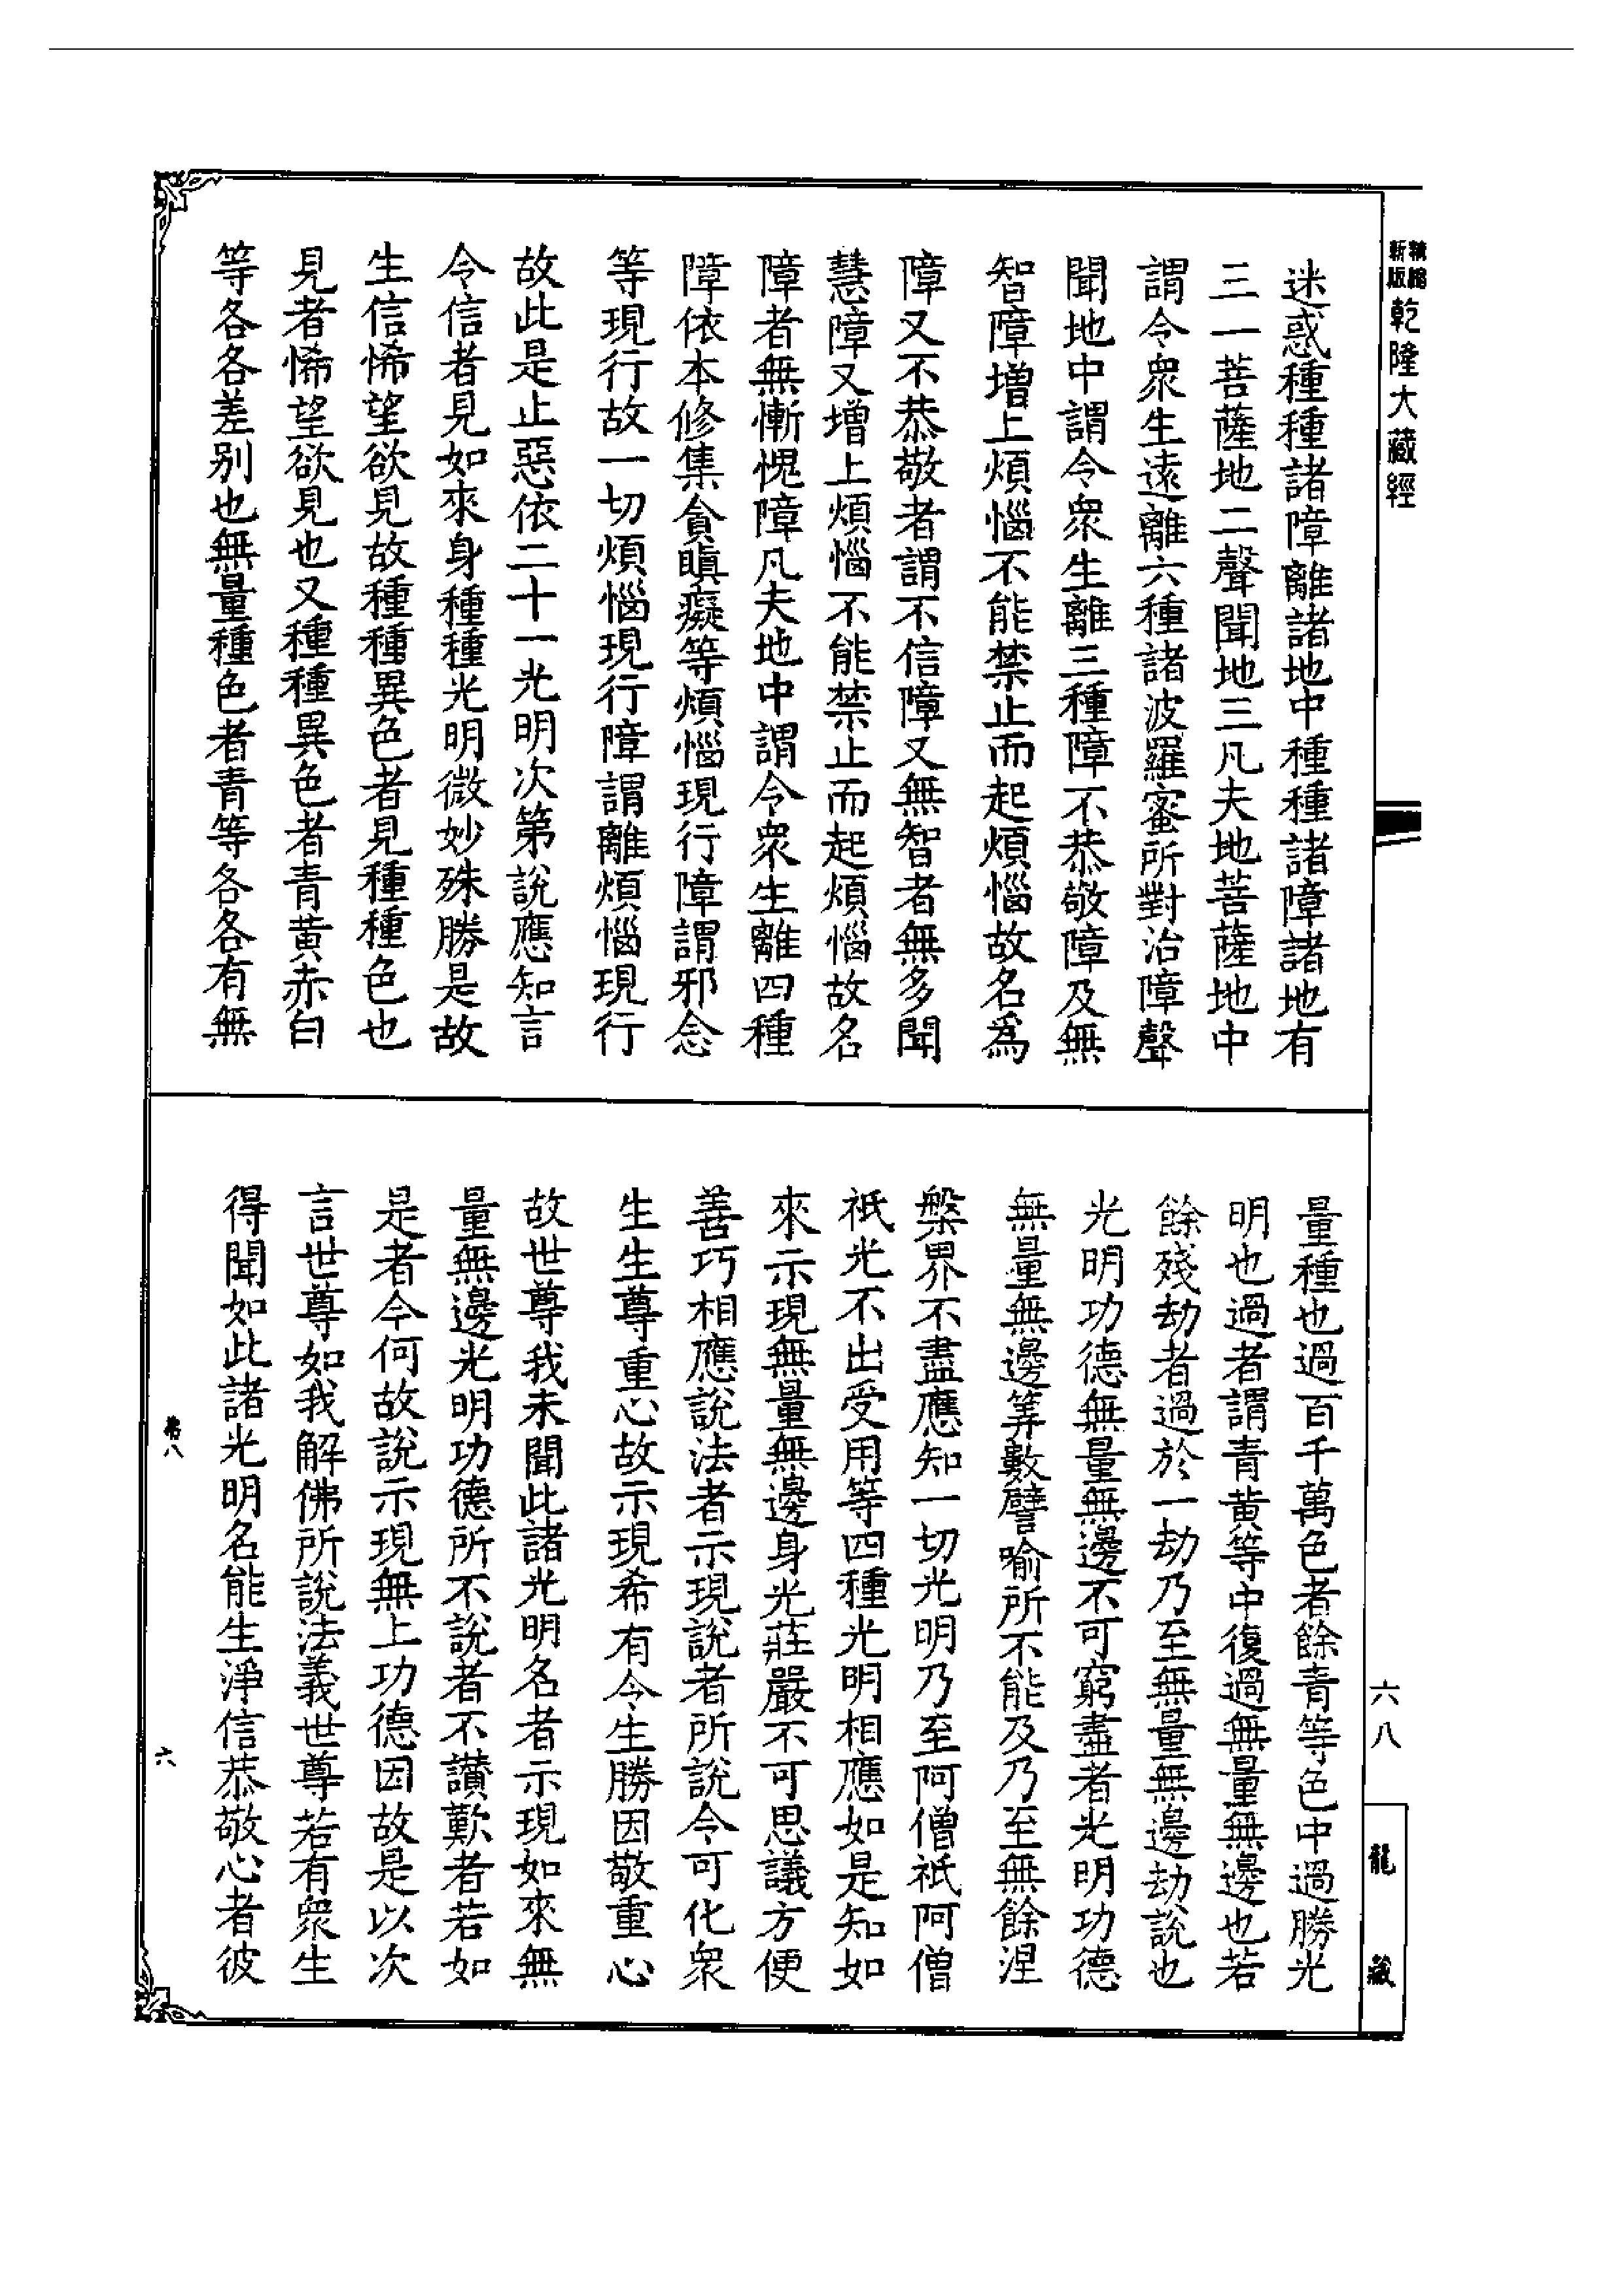 精縮
新版
乾隆大藏經
迷惑種種諸障離諸地中種種諸障諸地有
三一菩薩地二聲聞地三凡夫地菩薩地中
謂令衆生遠離六種諸波羅蜜所對治障聲
聞地中謂令衆生離三種障不恭敬障及無
智障增上煩惱不能禁止而起煩惱故名爲
障又不恭敬者謂不信障又無智者無多聞
慧障又增上煩惱不能禁止而起煩惱故名
障者無慚愧障凡夫地中謂令衆生離四種
障依本修集貪瞋癡等煩惱現行障謂邪念
等現行故一切煩惱現行障謂離煩惱現行
故此是止惡依二十一光明次第說應知言
令信者見如來身種種光明微妙殊勝是故
生信悕望欲見故種種異色者見種種色也
見者悕望欲見也又種種異色者青黄赤白
等各各差别也無量種色者青等各各有無
量種也過百千萬色者餘青等色中過勝光
明也過者謂青黄等中復過無量無邊也若
餘殘劫者過於一劫乃至無量無邊劫說也
光明功德無量無邊不可窮盡者光明功德
無量無邊筭數譬喻所不能及乃至無餘涅
槃界不盡應知一切光明乃至阿僧祇阿僧
祇光不出受用等四種光明相應如是知如
來示現無量無邊身光莊嚴不可思議方便
善巧相應說法者示現說者所說令可化衆
生生尊重心故示現希有令生勝因敬重心
故世尊我未聞此諸光明名者示現如來無
量無邊光明功德所不說者不讚歎者若如
是者今何故說示現無上功德因故是以次
言世尊如我解佛所說法義世尊若有衆生
得聞如此諸光明名能生淨信恭敬心者彼
六八
龍藏
卷八
六